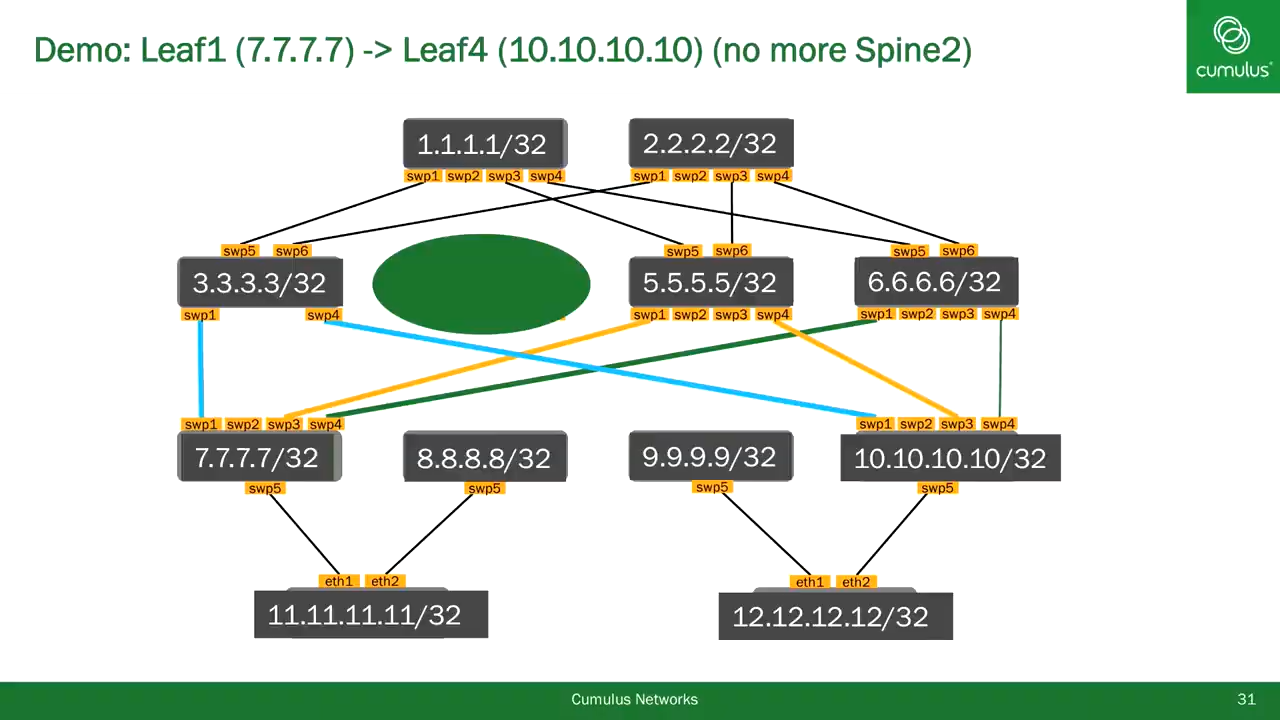 Demo: Leaf1 (7.7.7.7) -> Leaf4 (10.10.10.10) (no more Spine2)
cumulus
1.1.1.1/32
2.2.2.2/32
swp1 swp2 swp3 swp4
swp1 swp2 swp3 swp4
swp5 swp6
swp5 swp6
swp5 swp6
3.3.3.3/32
5.5.5.5/32
6.6.6.6/32
swp1 swp4
swp1 swp2 swp3 swp4
swp1 swp2 swp3 swp4
swp1 swp2 swp3 swp4
swp1 swp2 swp3 swp4
7.7.7.7/32
8.8.8.8/32
9.9.9.9/32
10.10.10.10/32
swp5
swp5
swp5
swp5
eth1 eth2
eth1 eth2
11.11.11.11/32
12.12.12.12/32
Cumulus Networks
31